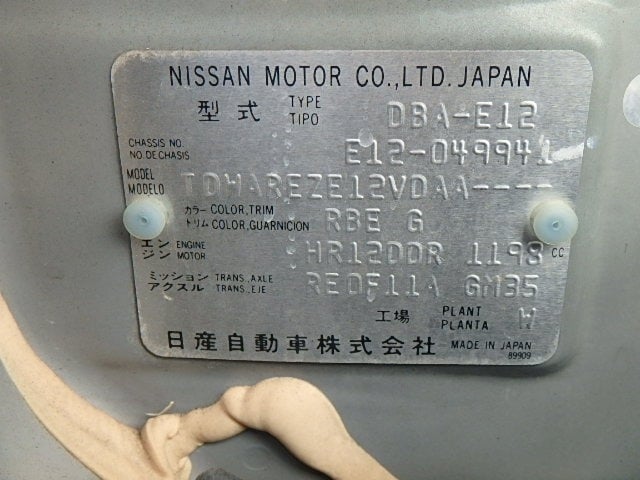 NISSAN MOTOR CO.,LTD. JAPAN
型式 TYPE TIPO DBA-E12
CHASSIS NO. NO.DE CHASIS E12-049941
MODEL MODELO TDHAREZE12VDAA----
カラー COLOR,TRIM トリム COLOR,GUARNICION RBE G
エンジン ENGINE MOTOR HR12DDR 1198 CC
ミッション TRANS.,AXLE アクスル TRANS.,EJE RE0F11A GM35
工場 PLANT PLANTA W
日産自動車株式会社 MADE IN JAPAN
89909